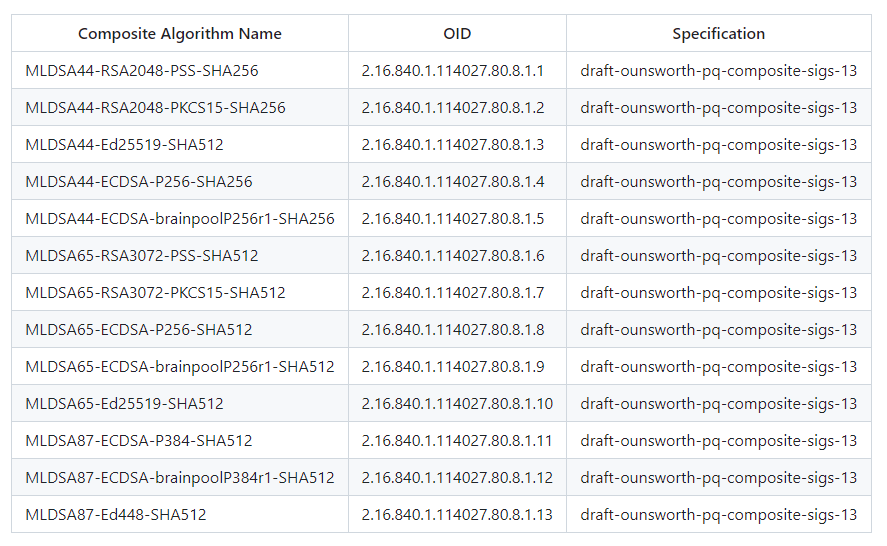 Composite Algorithm Name OID Specification
MLDSA44-RSA2048-PSS-SHA256 2.16.840.1.114027.80.8.1.1 draft-ounsworth-pq-composite-sigs-13
MLDSA44-RSA2048-PKCS15-SHA256 2.16.840.1.114027.80.8.1.2 draft-ounsworth-pq-composite-sigs-13
MLDSA44-Ed25519-SHA512 2.16.840.1.114027.80.8.1.3 draft-ounsworth-pq-composite-sigs-13
MLDSA44-ECDSA-P256-SHA256 2.16.840.1.114027.80.8.1.4 draft-ounsworth-pq-composite-sigs-13
MLDSA44-ECDSA-brainpoolP256r1-SHA256 2.16.840.1.114027.80.8.1.5 draft-ounsworth-pq-composite-sigs-13
MLDSA65-RSA3072-PSS-SHA512 2.16.840.1.114027.80.8.1.6 draft-ounsworth-pq-composite-sigs-13
MLDSA65-RSA3072-PKCS15-SHA512 2.16.840.1.114027.80.8.1.7 draft-ounsworth-pq-composite-sigs-13
MLDSA65-ECDSA-P256-SHA512 2.16.840.1.114027.80.8.1.8 draft-ounsworth-pq-composite-sigs-13
MLDSA65-ECDSA-brainpoolP256r1-SHA512 2.16.840.1.114027.80.8.1.9 draft-ounsworth-pq-composite-sigs-13
MLDSA65-Ed25519-SHA512 2.16.840.1.114027.80.8.1.10 draft-ounsworth-pq-composite-sigs-13
MLDSA87-ECDSA-P384-SHA512 2.16.840.1.114027.80.8.1.11 draft-ounsworth-pq-composite-sigs-13
MLDSA87-ECDSA-brainpoolP384r1-SHA512 2.16.840.1.114027.80.8.1.12 draft-ounsworth-pq-composite-sigs-13
MLDSA87-Ed448-SHA512 2.16.840.1.114027.80.8.1.13 draft-ounsworth-pq-composite-sigs-13